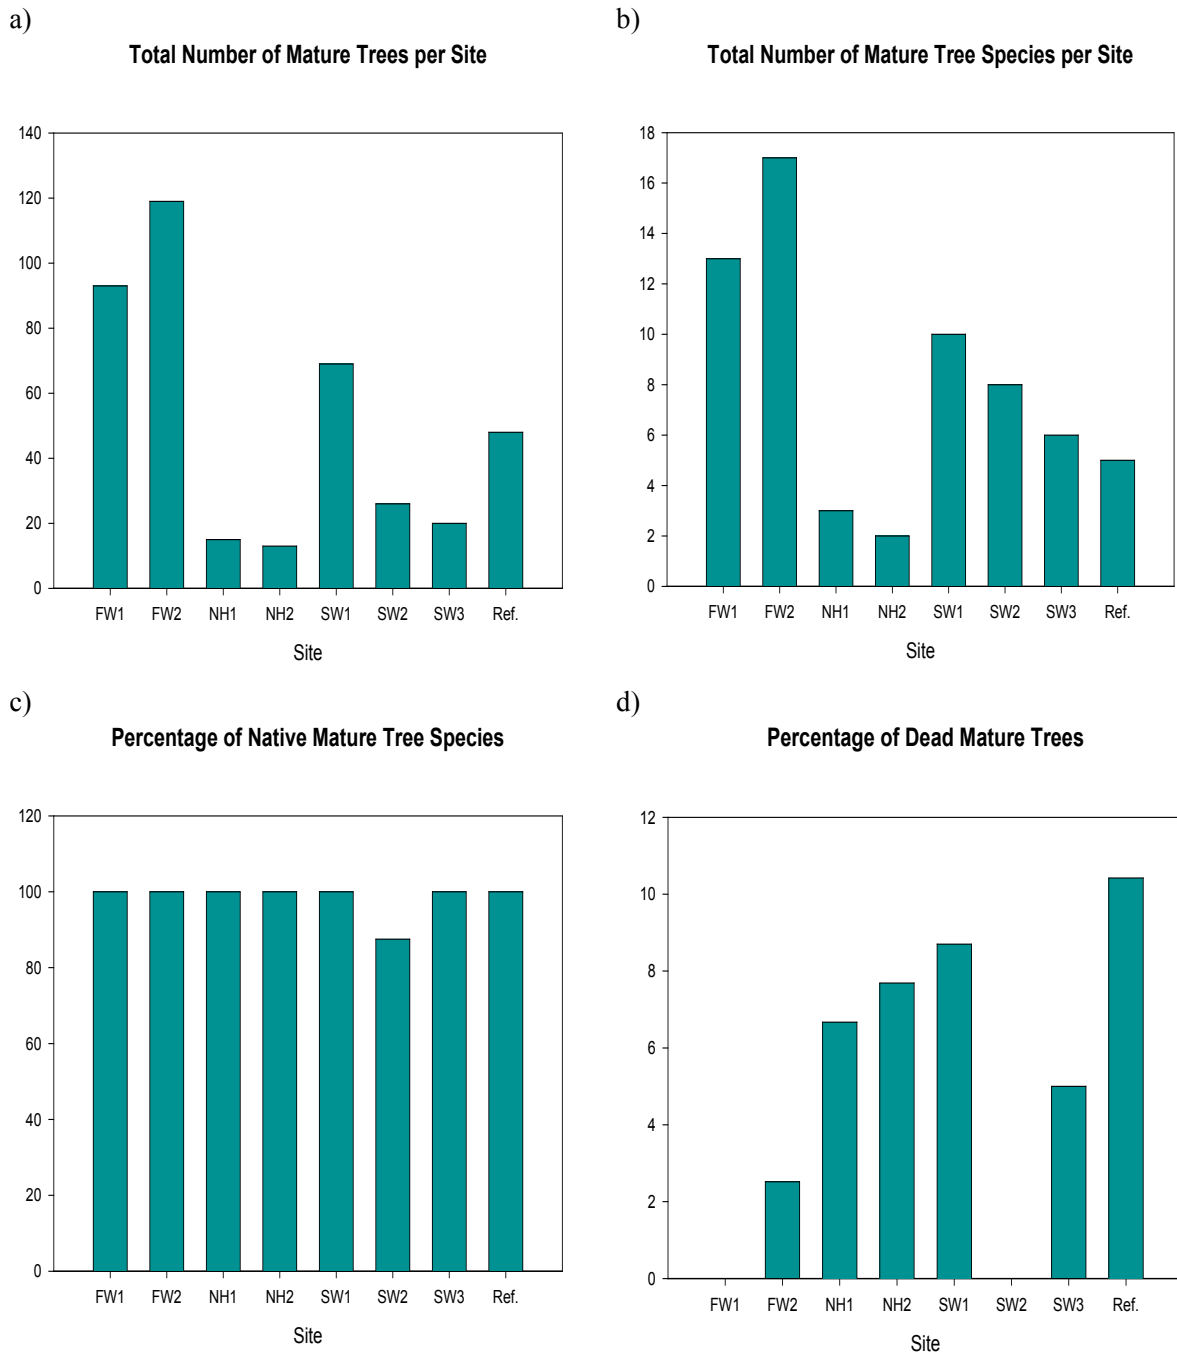 a)
Total Number of Mature Trees per Site
140
120
100
80
60
40
20
0
FW1 FW2 NH1 NH2 SW1 SW2 SW3 Ref.
Site
b)
Total Number of Mature Tree Species per Site
18
16
14
12
10
8
6
4
2
0
FW1 FW2 NH1 NH2 SW1 SW2 SW3 Ref.
Site
c)
Percentage of Native Mature Tree Species
120
100
80
60
40
20
0
FW1 FW2 NH1 NH2 SW1 SW2 SW3 Ref.
Site
d)
Percentage of Dead Mature Trees
12
10
8
6
4
2
0
FW1 FW2 NH1 NH2 SW1 SW2 SW3 Ref.
Site